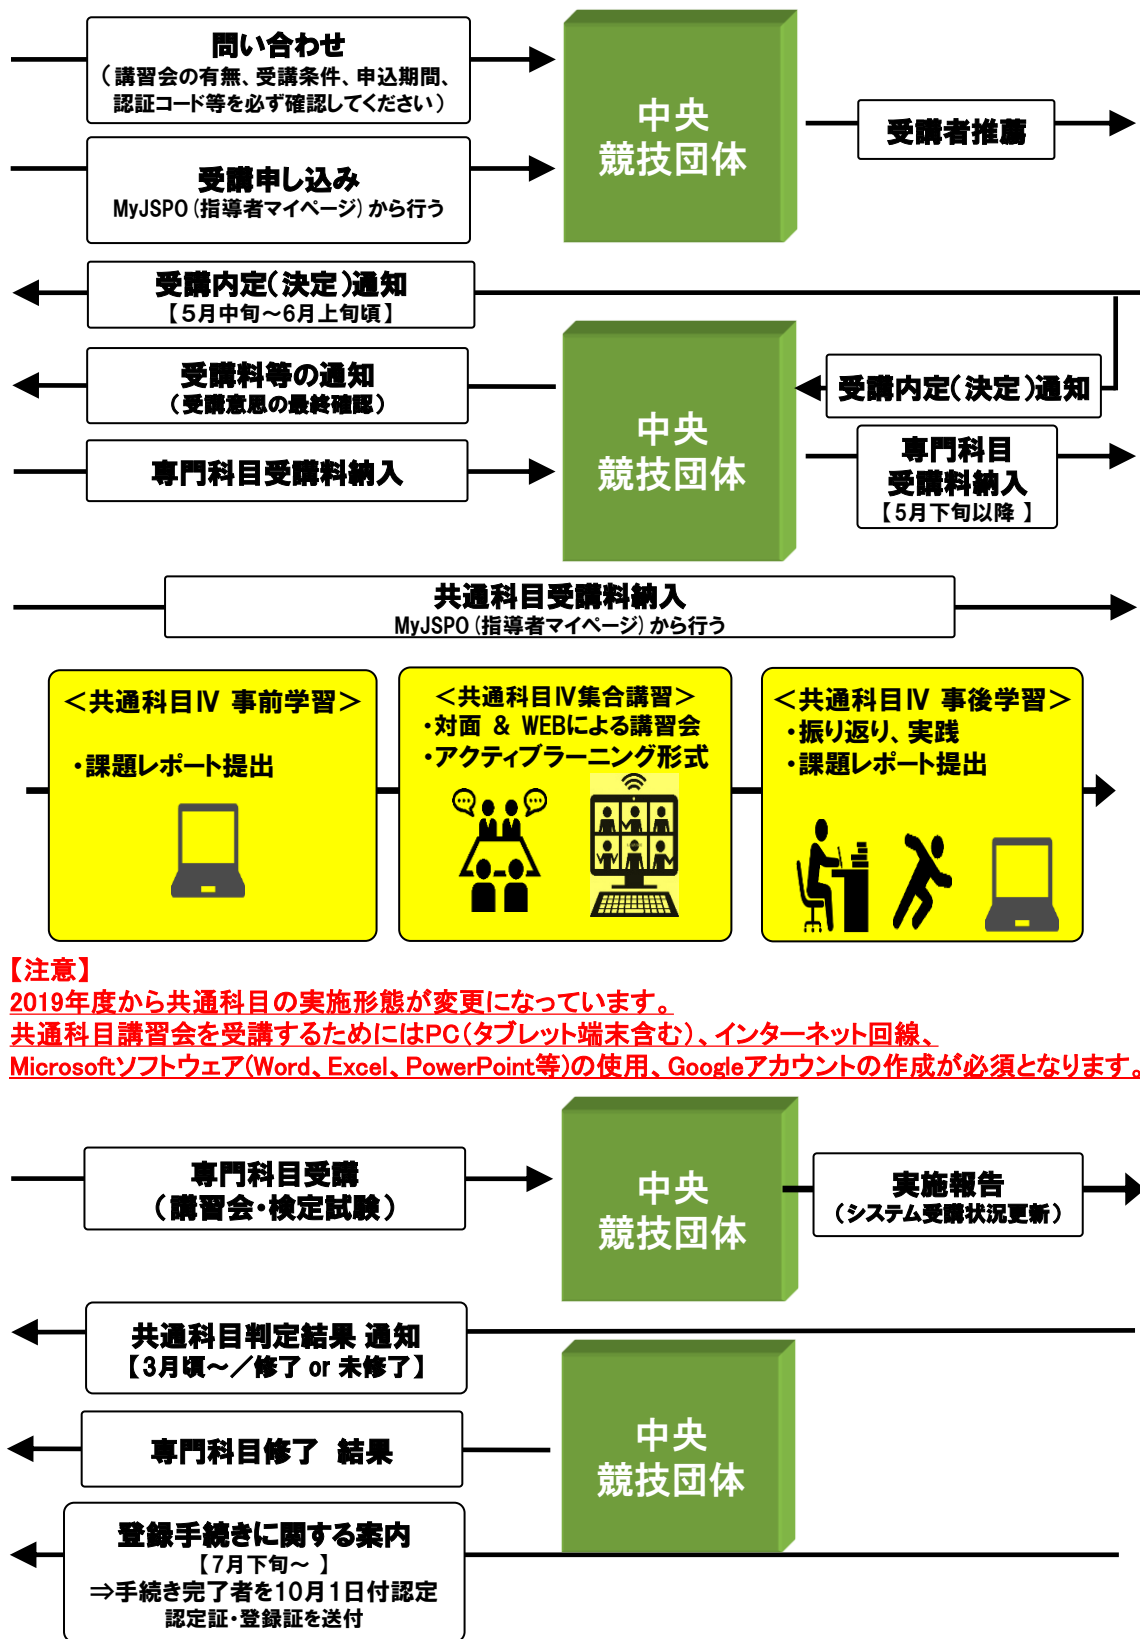 問い合わせ
（講習会の有無、受講条件、申込期間、
認証コード等を必ず確認してください）
中央
競技団体
受講者推薦
受講申し込み
MyJSPO（指導者マイページ）から行う
受講内定（決定）通知
【5月中旬～6月上旬頃】
受講料等の通知
（受講意思の最終確認）
中央
競技団体
受講内定（決定）通知
専門科目受講料納入
専門科目
受講料納入
【5月下旬以降 】
共通科目受講料納入
MyJSPO（指導者マイページ）から行う
＜共通科目Ⅳ 事前学習＞
・課題レポート提出
＜共通科目Ⅳ集合講習＞
・対面 ＆ WEBによる講習会
・アクティブラーニング形式
＜共通科目Ⅳ 事後学習＞
・振り返り、実践
・課題レポート提出
【注意】
2019年度から共通科目の実施形態が変更になっています。
共通科目講習会を受講するためにはPC（タブレット端末含む）、インターネット回線、
Microsoftソフトウェア(Word、Excel、PowerPoint等)の使用、Googleアカウントの作成が必須となります。
専門科目受講
（講習会・検定試験）
中央
競技団体
実施報告
（システム受講状況更新）
共通科目判定結果 通知
【3月頃～／修了 or 未修了】
中央
競技団体
専門科目修了 結果
登録手続きに関する案内
【7月下旬～ 】
⇒手続き完了者を10月1日付認定
認定証・登録証を送付